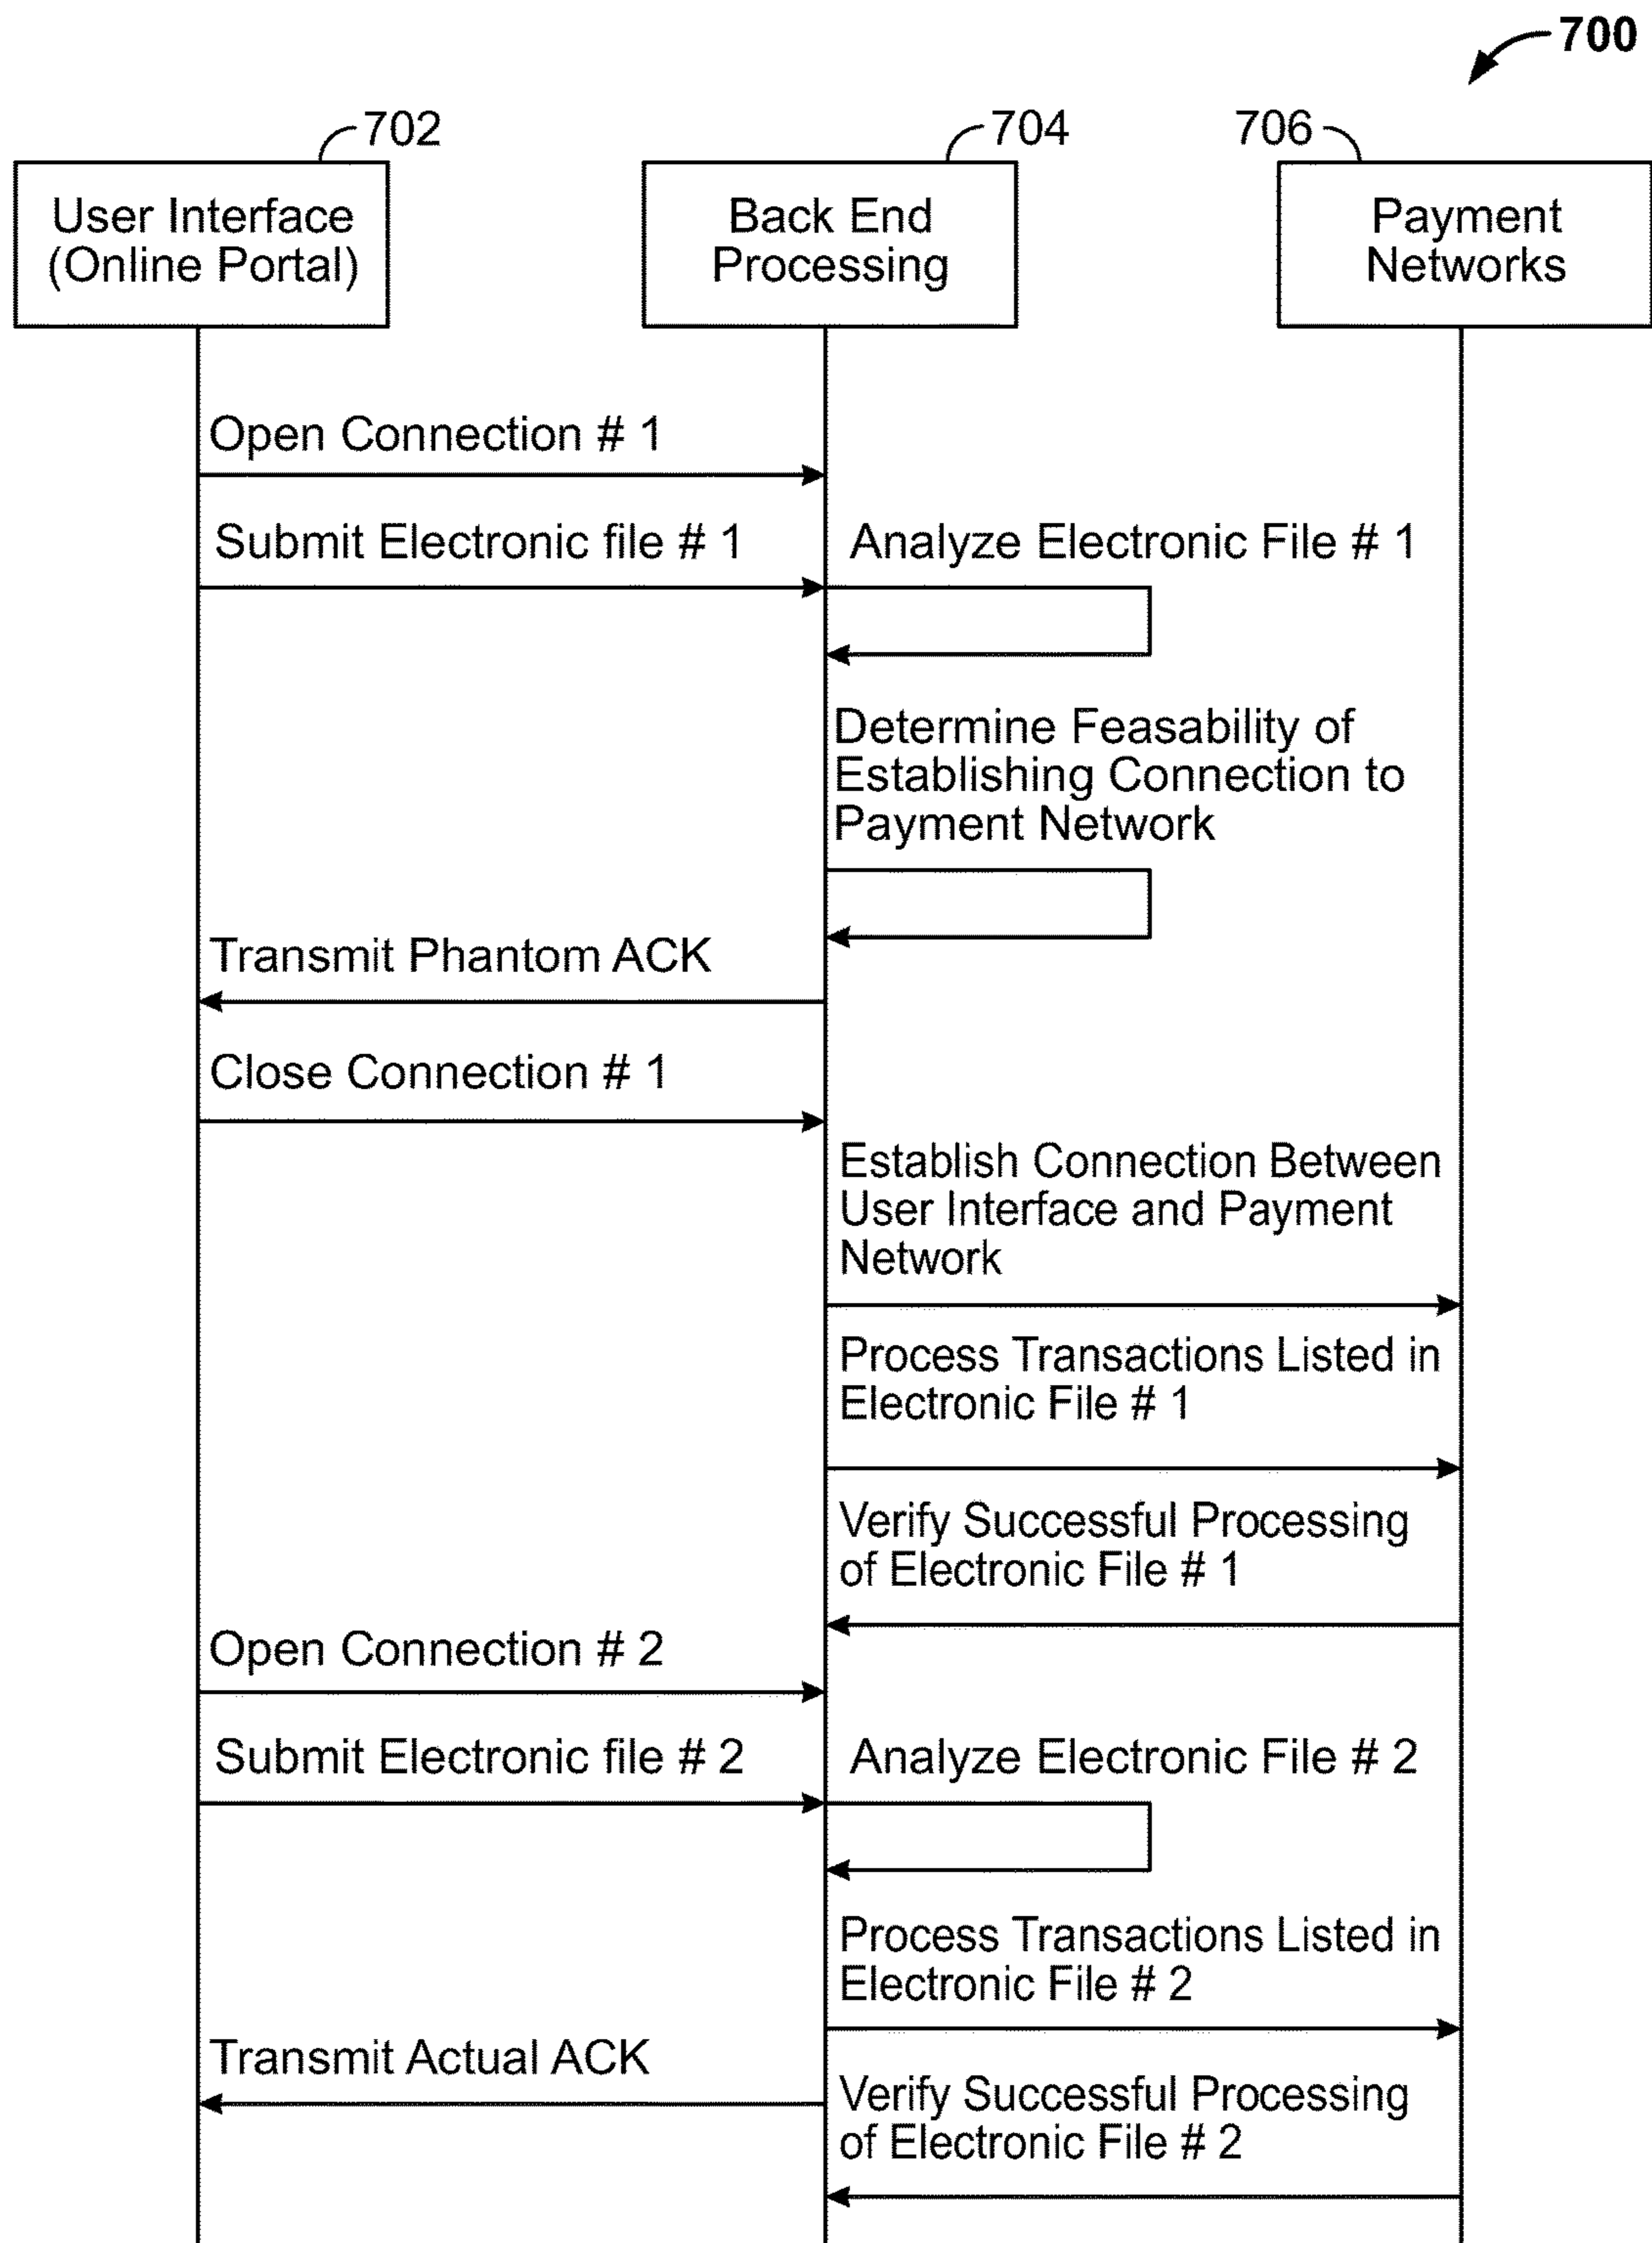 700
702
704
706
User Interface
(Online Portal)
Back End
Processing
Payment
Networks
Open Connection # 1
Submit Electronic file # 1
Analyze Electronic File # 1
Determine Feasability of
Establishing Connection to
Payment Network
Transmit Phantom ACK
Close Connection # 1
Establish Connection Between
User Interface and Payment
Network
Process Transactions Listed in
Electronic File # 1
Verify Successful Processing
of Electronic File # 1
Open Connection # 2
Submit Electronic file # 2
Analyze Electronic File # 2
Process Transactions Listed in
Electronic File # 2
Transmit Actual ACK
Verify Successful Processing
of Electronic File # 2